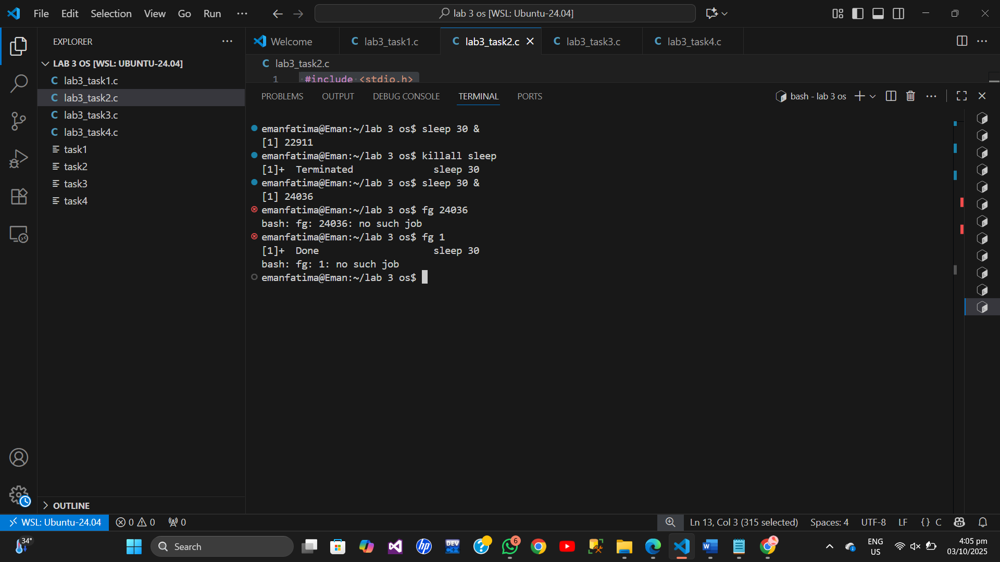 File Edit Selection View Go Run ...
lab 3 os [WSL: Ubuntu-24.04]
EXPLORER
Welcome
lab3_task1.c
lab3_task2.c
lab3_task3.c
lab3_task4.c
LAB 3 OS [WSL: UBUNTU-24.04]
lab3_task1.c
lab3_task2.c
lab3_task3.c
lab3_task4.c
task1
task2
task3
task4
OUTLINE
lab3_task2.c
1 #include <stdio.h>
PROBLEMS OUTPUT DEBUG CONSOLE TERMINAL PORTS
bash - lab 3 os
emanfatima@Eman:~/lab 3 os$ sleep 30 &
[1] 22911
emanfatima@Eman:~/lab 3 os$ killall sleep
[1]+  Terminated              sleep 30
emanfatima@Eman:~/lab 3 os$ sleep 30 &
[1] 24036
emanfatima@Eman:~/lab 3 os$ fg 24036
bash: fg: 24036: no such job
emanfatima@Eman:~/lab 3 os$ fg 1
[1]+  Done                    sleep 30
bash: fg: 1: no such job
emanfatima@Eman:~/lab 3 os$
WSL: Ubuntu-24.04 0 0 0
Ln 13, Col 3 (315 selected) Spaces: 4 UTF-8 LF {} C
34°
Search
DEV C++
6
ENG
US
4:05 pm
03/10/2025